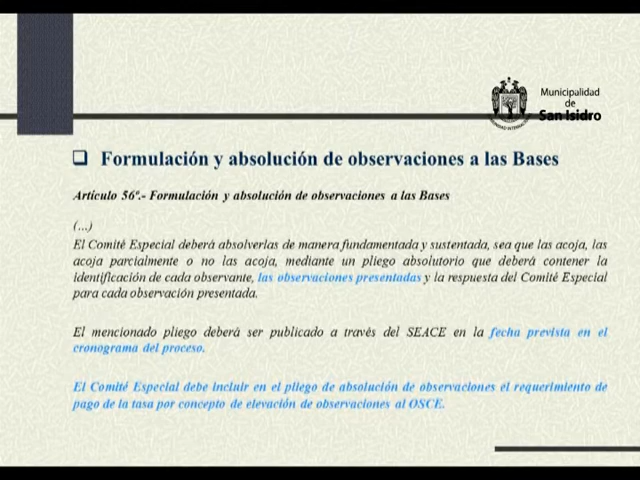 Municipalidad
de
San Isidro
Formulación y absolución de observaciones a las Bases
Artículo 56º.- Formulación y absolución de observaciones a las Bases
(...)
El Comité Especial deberá absolverlas de manera fundamentada y sustentada, sea que las acoja, las
acoja parcialmente o no las acoja, mediante un pliego absolutorio que deberá contener la
identificación de cada observante, las observaciones presentadas y la respuesta del Comité Especial
para cada observación presentada.
El mencionado pliego deberá ser publicado a través del SEACE en la fecha prevista en el
cronograma del proceso.
El Comité Especial debe incluir en el pliego de absolución de observaciones el requerimiento de
pago de la tasa por concepto de elevación de observaciones al OSCE.